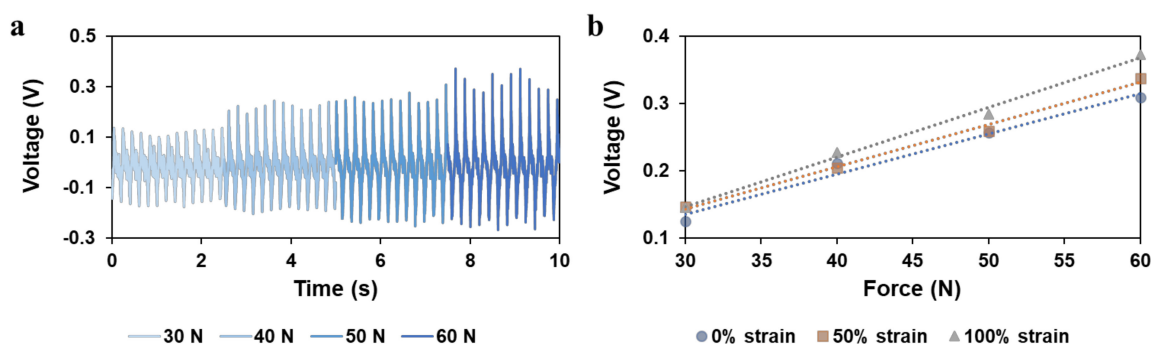 a
Voltage (V)
0.5
0.3
0.1
-0.1
-0.3
0 2 4 6 8 10
Time (s)
30 N 40 N 50 N 60 N
b
Voltage (V)
0.4
0.3
0.2
0.1
30 35 40 45 50 55 60
Force (N)
0% strain 50% strain 100% strain